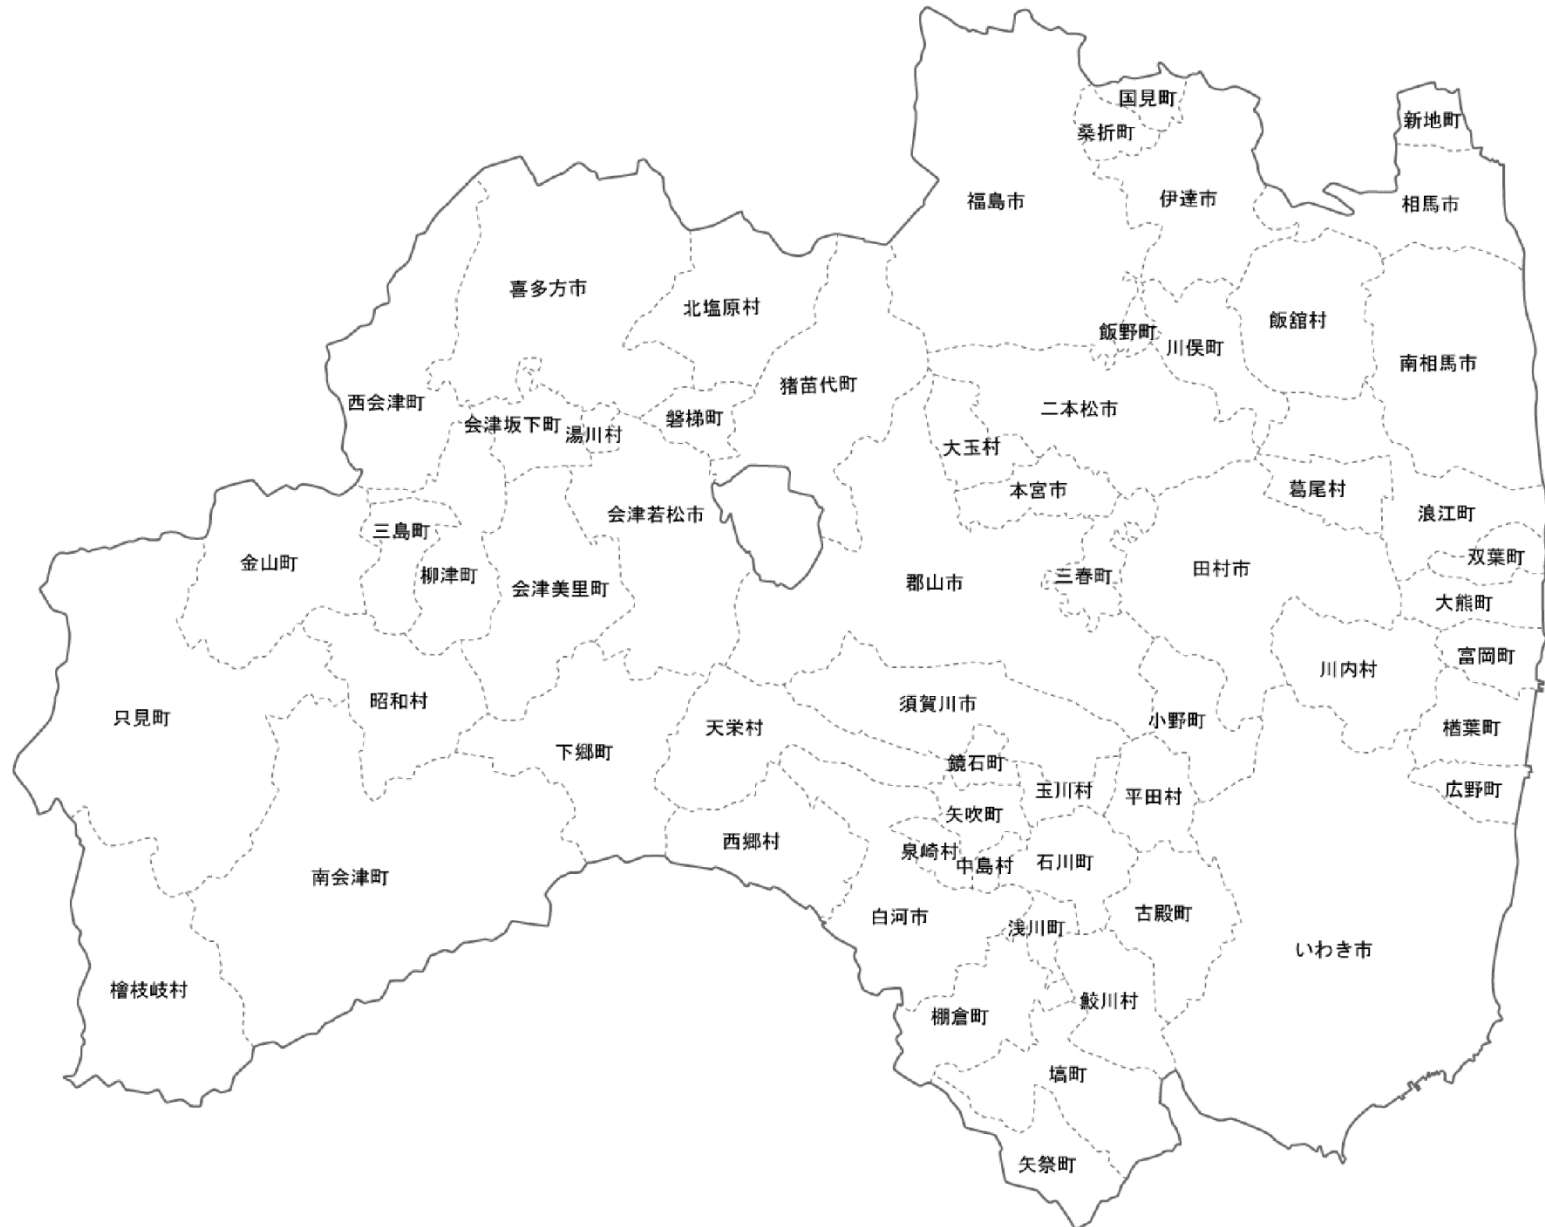 国見町
新地町
桑折町
福島市
伊達市
相馬市
喜多方市
北塩原村
飯舘村
飯野町
川俣町
南相馬市
猪苗代町
西会津町
二本松市
磐梯町
会津坂下町
湯川村
大玉村
本宮市
葛尾村
会津若松市
浪江町
三島町
双葉町
金山町
田村市
柳津町
三春町
郡山市
会津美里町
大熊町
富岡町
川内村
昭和村
須賀川市
只見町
小野町
天栄村
楢葉町
下郷町
鏡石町
玉川村
広野町
平田村
矢吹町
西郷村
泉崎村
石川町
中島村
南会津町
古殿町
白河市
浅川町
いわき市
檜枝岐村
鮫川村
棚倉町
塙町
矢祭町